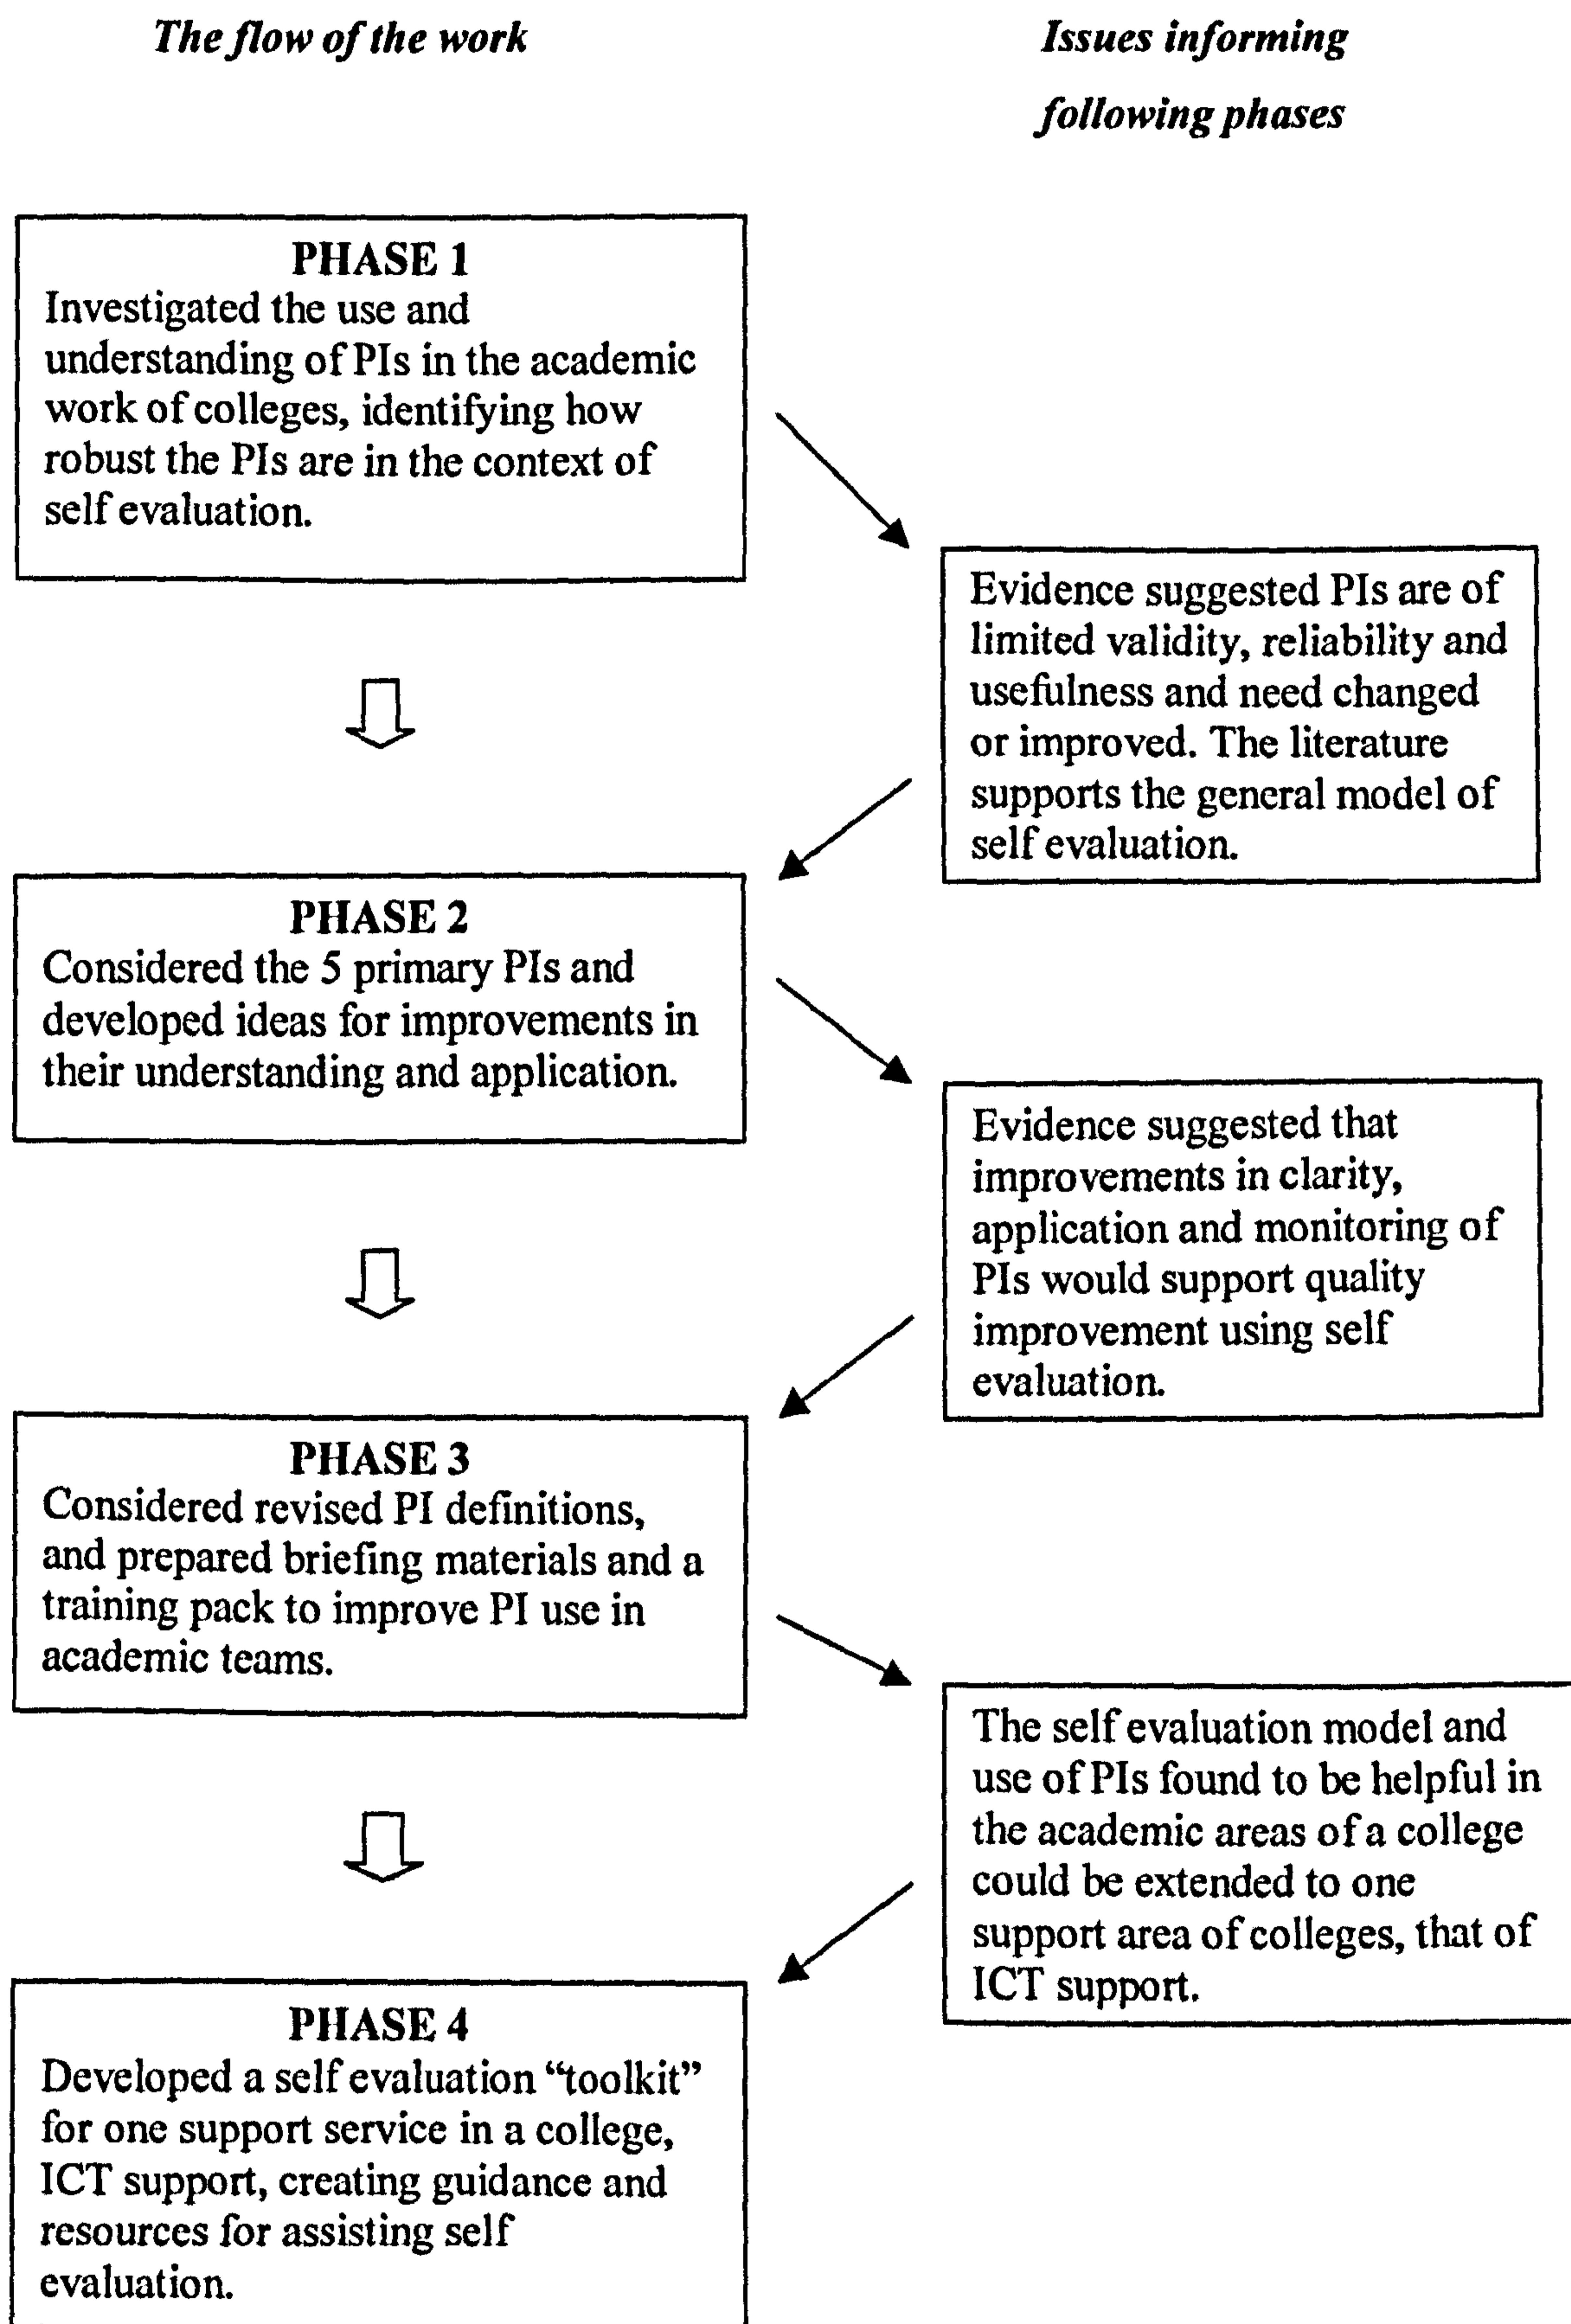 The flow of the work
Issues informing
following phases
PHASE 1
Investigated the use and
understanding of PIs in the academic
work of colleges, identifying how
robust the PIs are in the context of
self evaluation.
Evidence suggested PIs are of
limited validity, reliability and
usefulness and need changed
or improved. The literature
supports the general model of
self evaluation.
PHASE 2
Considered the 5 primary PIs and
developed ideas for improvements in
their understanding and application.
Evidence suggested that
improvements in clarity,
application and monitoring of
PIs would support quality
improvement using self
evaluation.
PHASE 3
Considered revised PI definitions,
and prepared briefing materials and a
training pack to improve PI use in
academic teams.
The self evaluation model and
use of PIs found to be helpful in
the academic areas of a college
could be extended to one
support area of colleges, that of
ICT support.
PHASE 4
Developed a self evaluation “toolkit”
for one support service in a college,
ICT support, creating guidance and
resources for assisting self
evaluation.